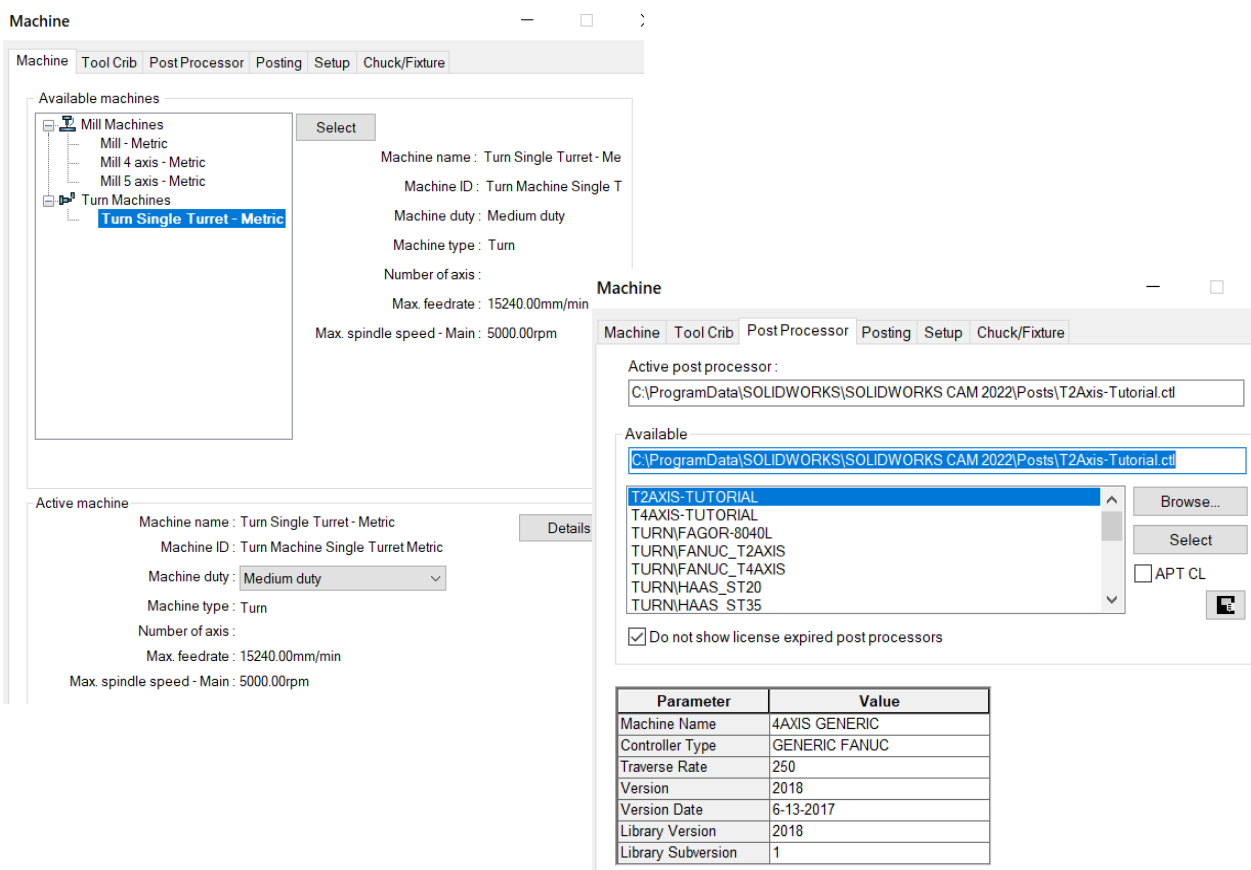 Machine
Machine Tool Crib Post Processor Posting Setup Chuck/Fixture
Available machines
Mill Machines
Mill - Metric
Mill 4 axis - Metric
Mill 5 axis - Metric
Turn Machines
Turn Single Turret - Metric
Select
Machine name : Turn Single Turret - Me
Machine ID : Turn Machine Single T
Machine duty : Medium duty
Machine type : Turn
Number of axis :
Max. feedrate : 15240.00mm/min
Max. spindle speed - Main : 5000.00rpm
Active machine
Machine name : Turn Single Turret - Metric
Details
Machine ID : Turn Machine Single Turret Metric
Machine duty : Medium duty
Machine type : Turn
Number of axis :
Max. feedrate : 15240.00mm/min
Max. spindle speed - Main : 5000.00rpm
Machine
Machine Tool Crib Post Processor Posting Setup Chuck/Fixture
Active post processor :
C:\ProgramData\SOLIDWORKS\SOLIDWORKS CAM 2022\Posts\T2Axis-Tutorial.ctl
Available
C:\ProgramData\SOLIDWORKS\SOLIDWORKS CAM 2022\Posts\T2Axis-Tutorial.ctl
T2AXIS-TUTORIAL
T4AXIS-TUTORIAL
TURN\FAGOR-8040L
TURN\FANUC_T2AXIS
TURN\FANUC_T4AXIS
TURN\HAAS_ST20
TURN\HAAS_ST35
Browse...
Select
APT CL
Do not show license expired post processors
Parameter Value
Machine Name 4AXIS GENERIC
Controller Type GENERIC FANUC
Traverse Rate 250
Version 2018
Version Date 6-13-2017
Library Version 2018
Library Subversion 1